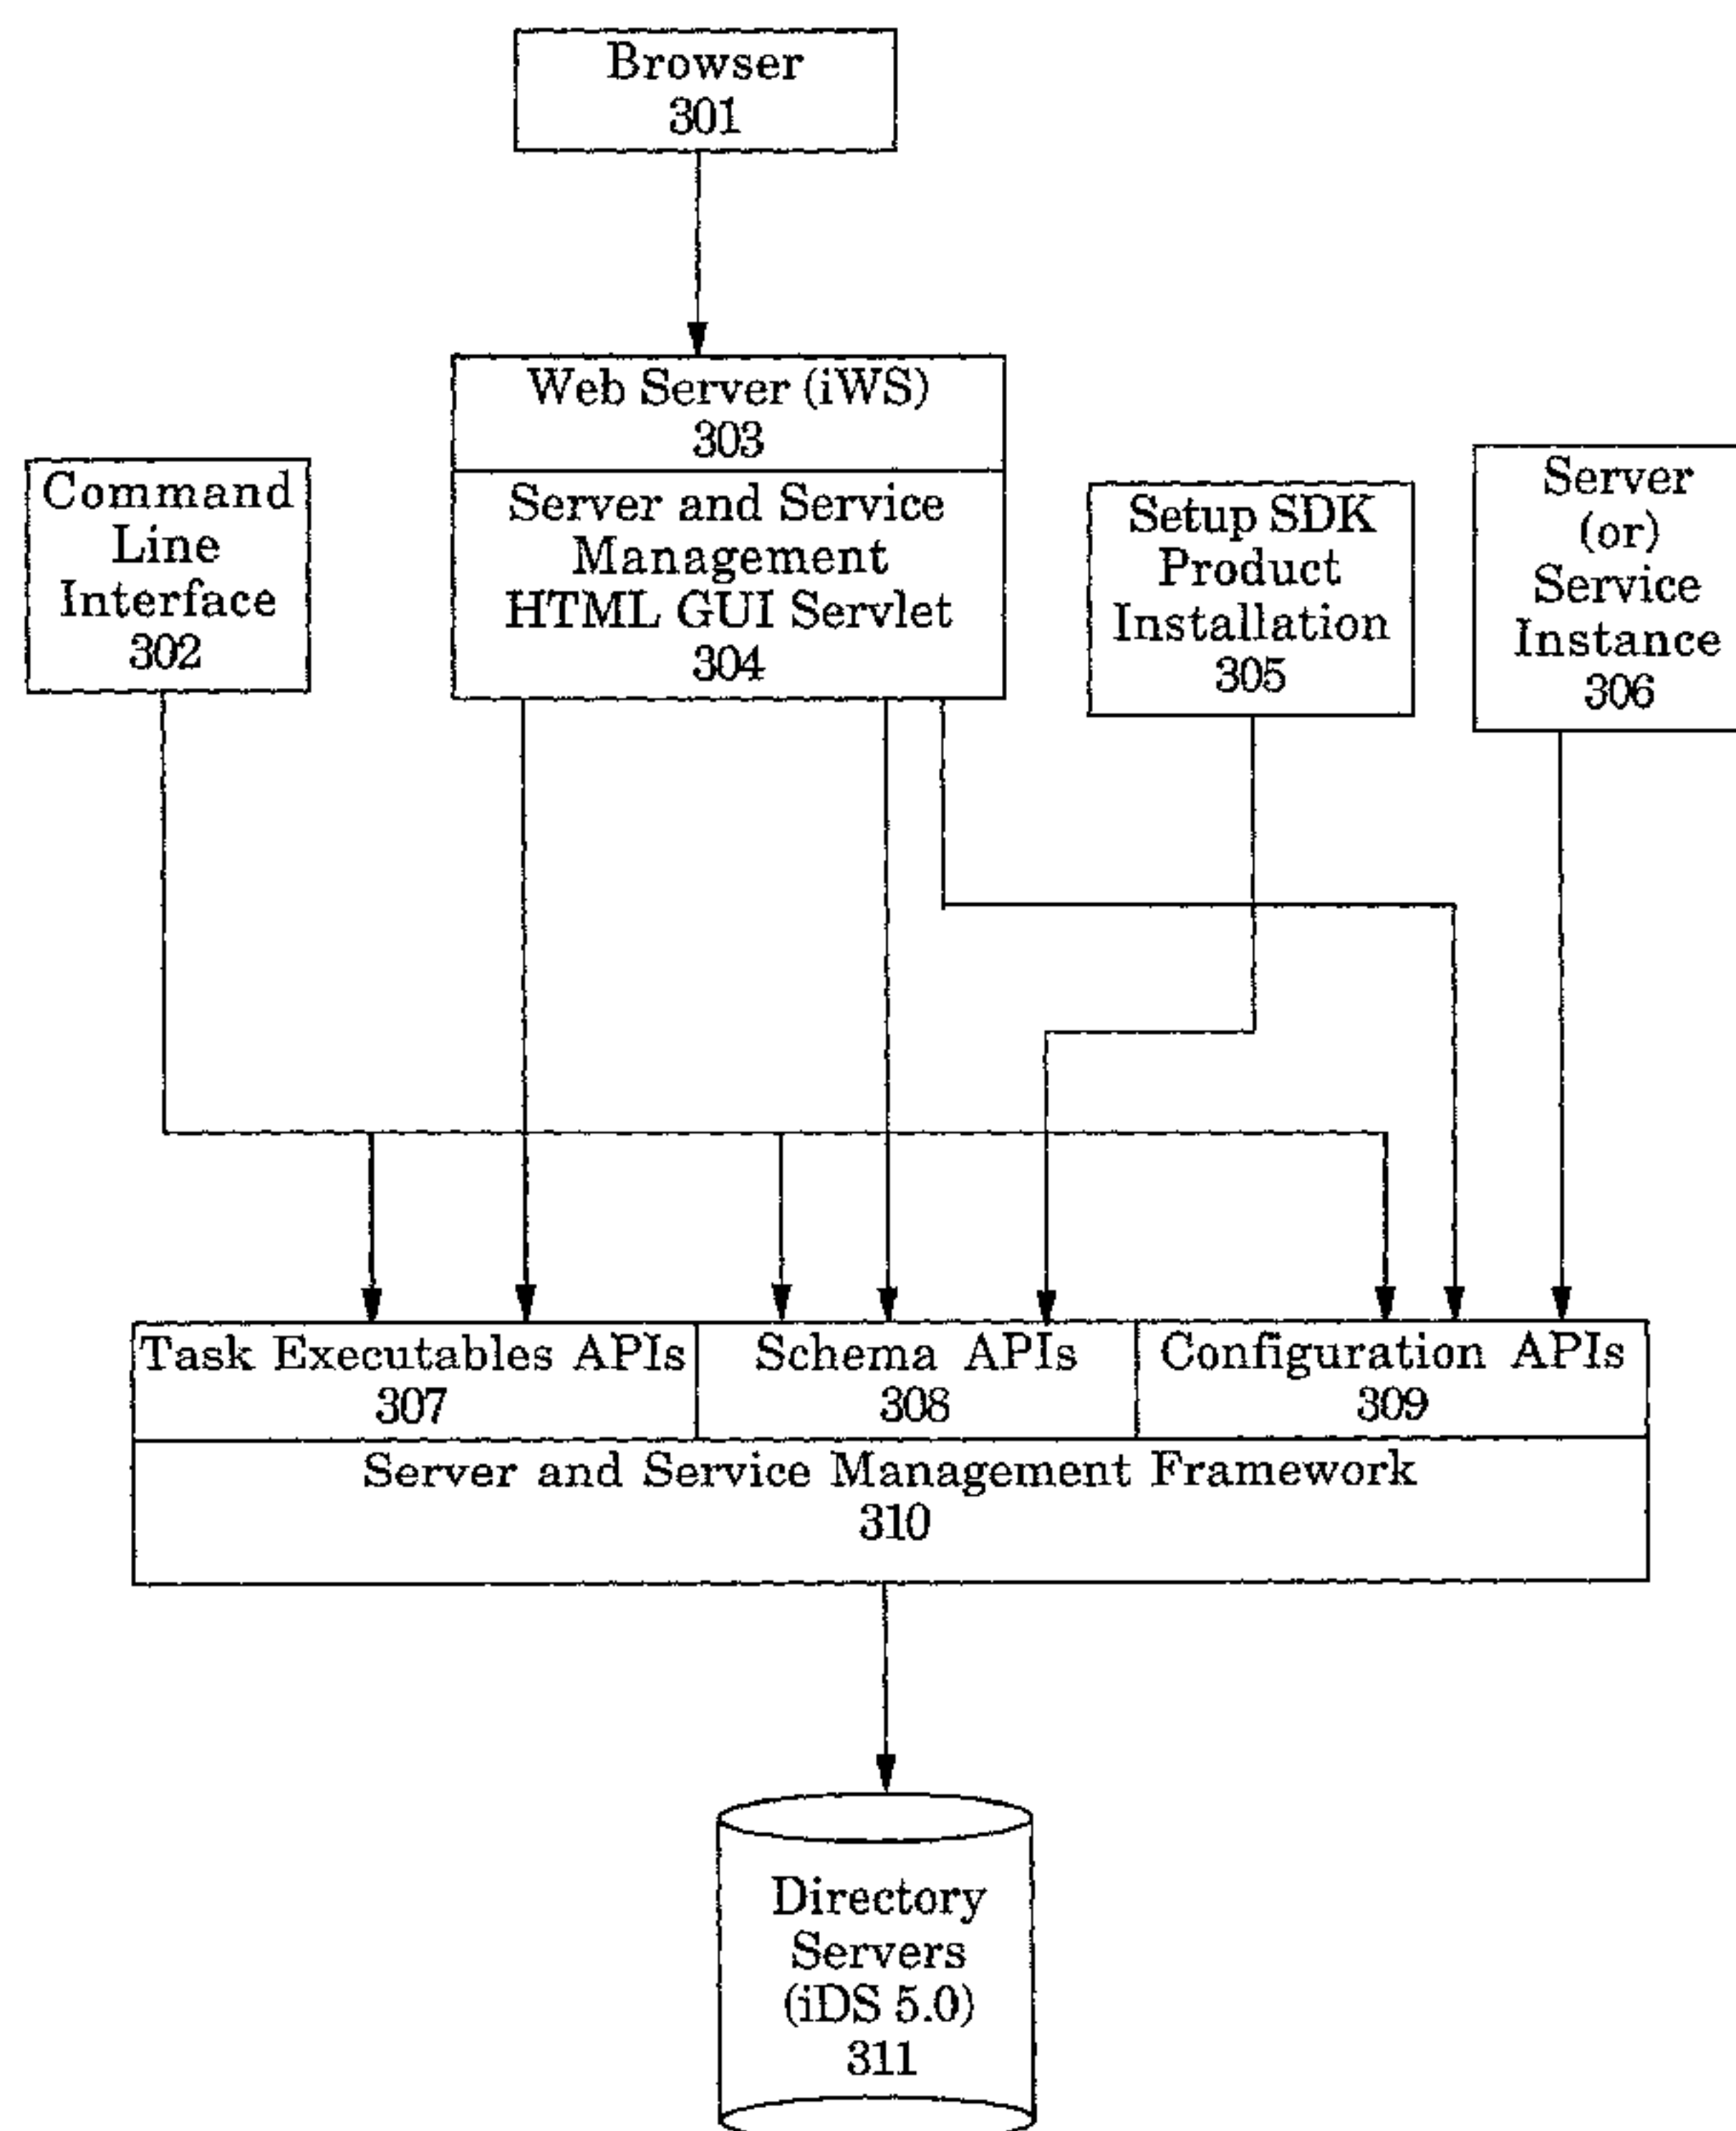 Browser
301
Web Server (iWS)
303
Command
Line
Interface
302
Server and Service
Management
HTML GUI Servlet
304
Setup SDK
Product
Installation
305
Server
(or)
Service
Instance
306
Task Executables APIs
307
Schema APIs
308
Configuration APIs
309
Server and Service Management Framework
310
Directory
Servers
(iDS 5.0)
311